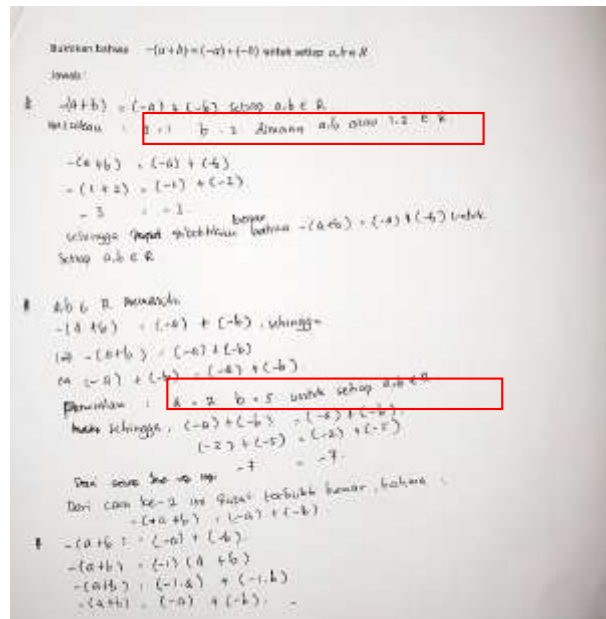 Buktikan bahwa -(a+b) = (-a)+(-b) untuk setiap a,b ∈ R
Jawab :
-(a+b) = (-a) + (-b) setiap a,b ∈ R
misalkan : a = 1 b = 2 dimana a,b atau 1,2 ∈ R
-(a+b) = (-a) + (-b)
-(1+2) = (-1) + (-2)
-3 = -3
sehingga dapat dibuktikan benar bahwa -(a+b) = (-a) + (-b) untuk
setiap a,b ∈ R
a,b ∈ R
-(a+b) = (-a) + (-b), sehingga
-(a+b) = (-a) + (-b)
(-a) + (-b) = (-a) + (-b)
a = 2 b = 5 untuk setiap a,b ∈ R
sehingga, (-a)+(-b) = (-a)+(-b)
(-2)+(-5) = (-2)+(-5)
-7 = -7.
Dari cara ke-2 ini terbukti benar, bahwa :
-(a+b) = (-a)+(-b)
-(a+b) = (-a) + (-b)
-(a+b) = (-1) (a+b)
-(a+b) = (-1.a) + (-1.b)
-(a+b) = (-a) + (-b).